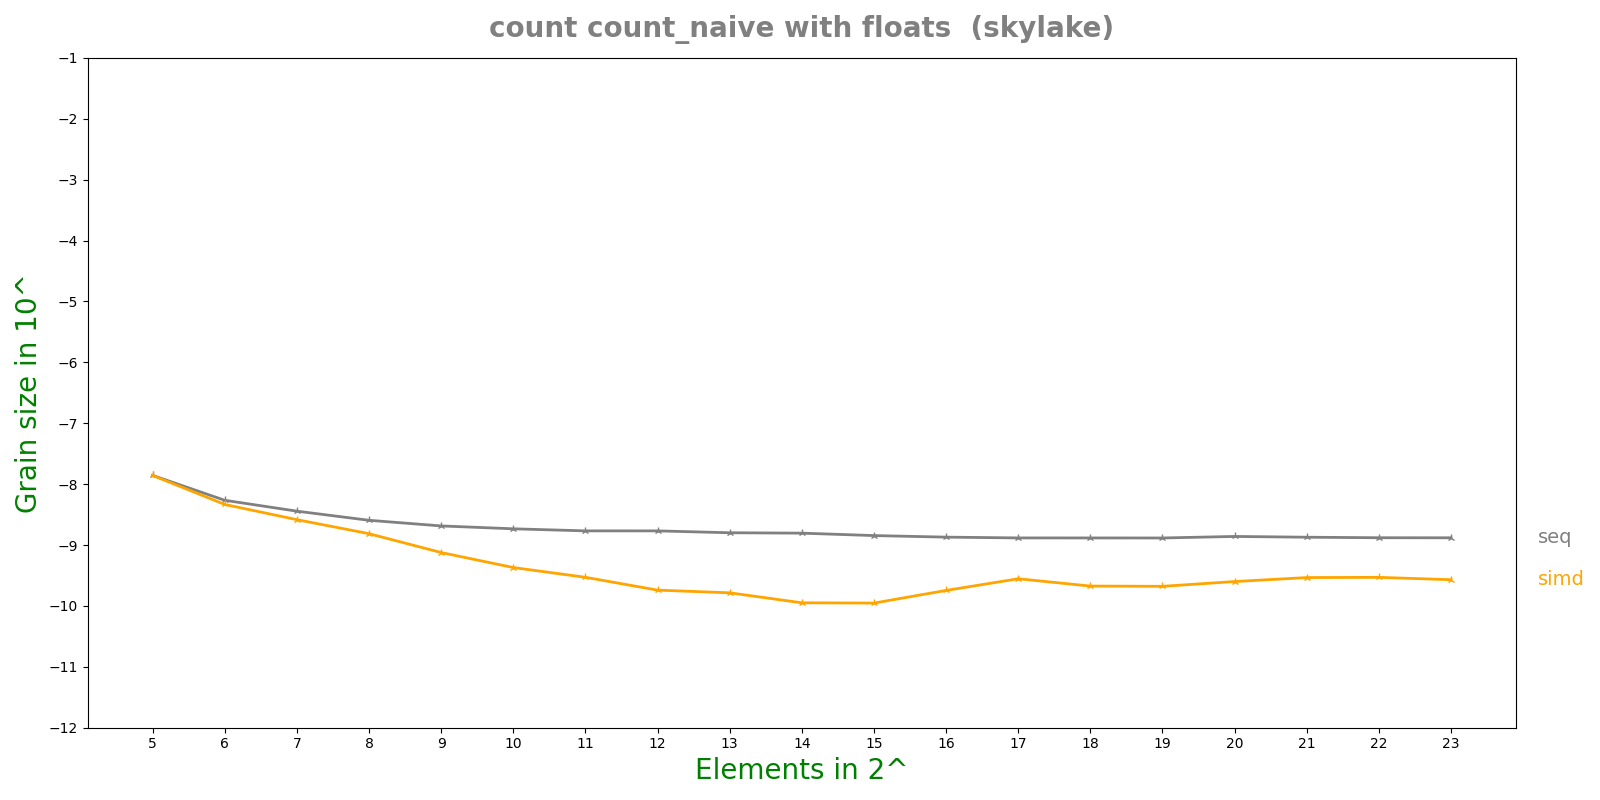 count count_naive with floats (skylake)
Grain size in 10^
−1
−2
−3
−4
−5
−6
−7
−8
−9
−10
−11
−12
seq
simd
5 6 7 8 9 10 11 12 13 14 15 16 17 18 19 20 21 22 23
Elements in 2^